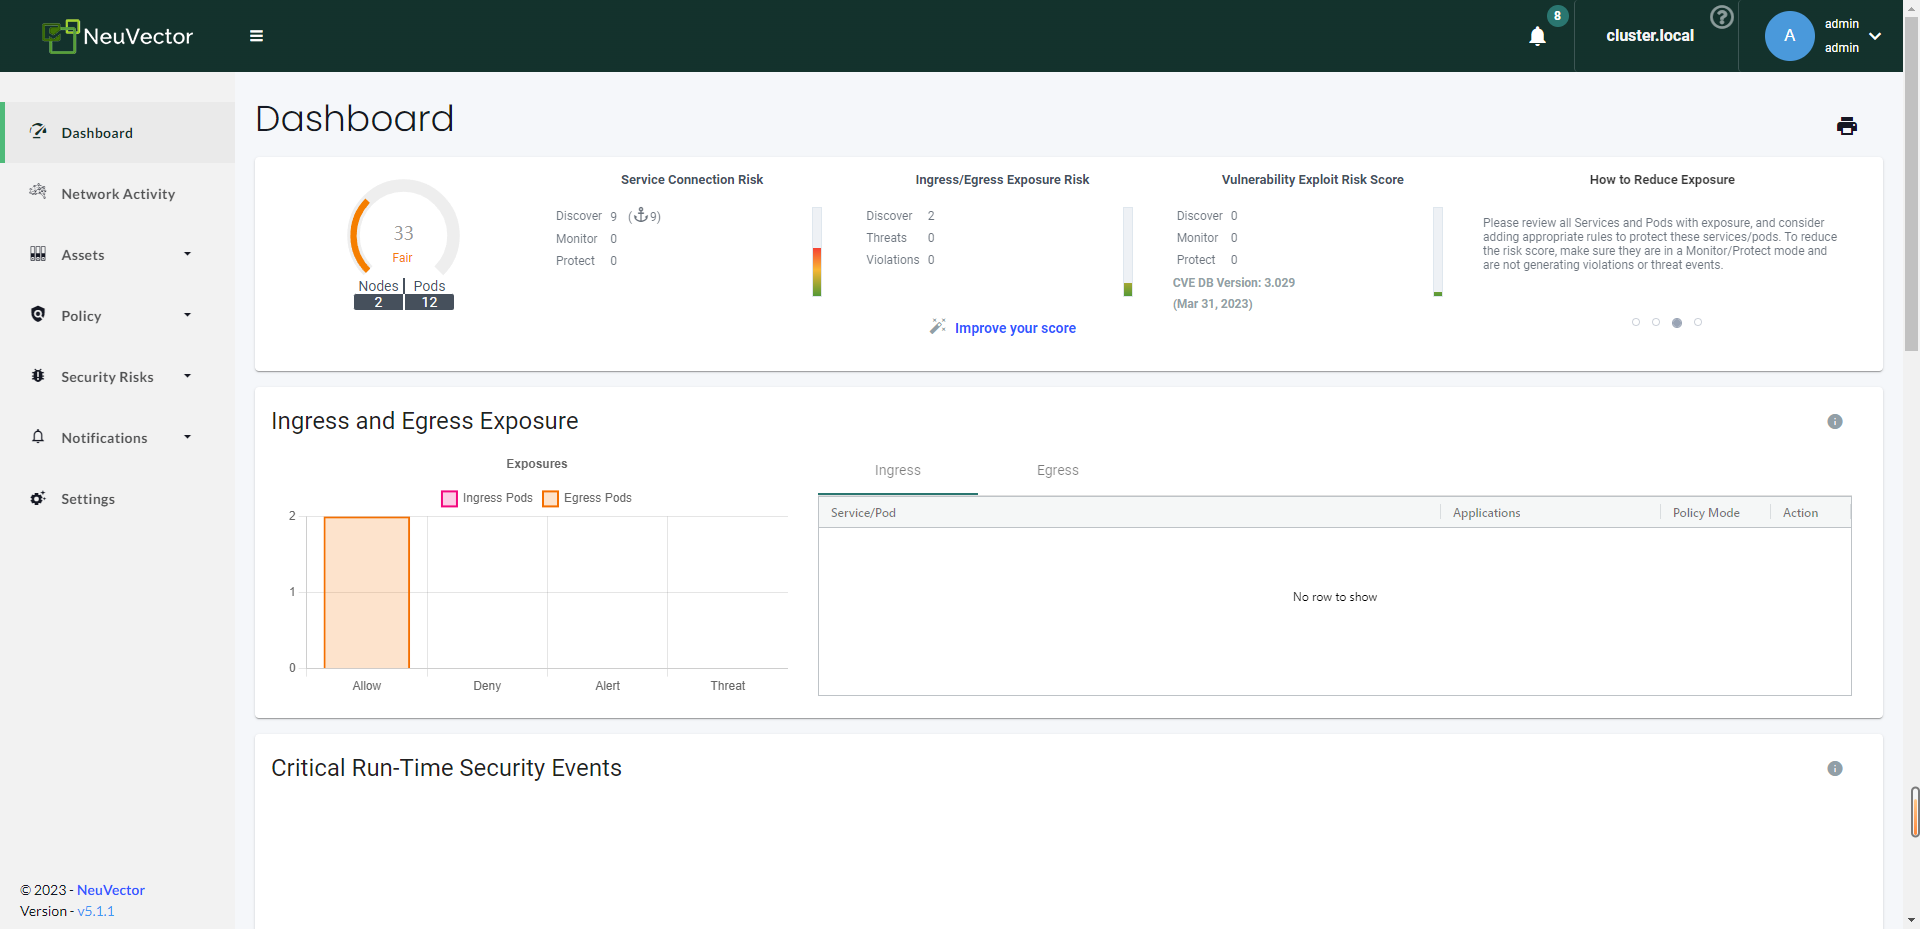 NeuVector
8
cluster.local
?
A
admin
admin
Dashboard
Network Activity
Assets
Policy
Security Risks
Notifications
Settings
© 2023 - NeuVector
Version - v5.1.1
Dashboard
33
Fair
Nodes Pods
2 12
Service Connection Risk
Discover 9 (9)
Monitor 0
Protect 0
Ingress/Egress Exposure Risk
Discover 2
Threats 0
Violations 0
Vulnerability Exploit Risk Score
Discover 0
Monitor 0
Protect 0
CVE DB Version: 3.029
(Mar 31, 2023)
How to Reduce Exposure
Please review all Services and Pods with exposure, and consider
adding appropriate rules to protect these services/pods. To reduce
the risk score, make sure they are in a Monitor/Protect mode and
are not generating violations or threat events.
Improve your score
Ingress and Egress Exposure
Exposures
Ingress Pods Egress Pods
2
1
0
Allow Deny Alert Threat
Ingress Egress
Service/Pod Applications Policy Mode Action
No row to show
Critical Run-Time Security Events